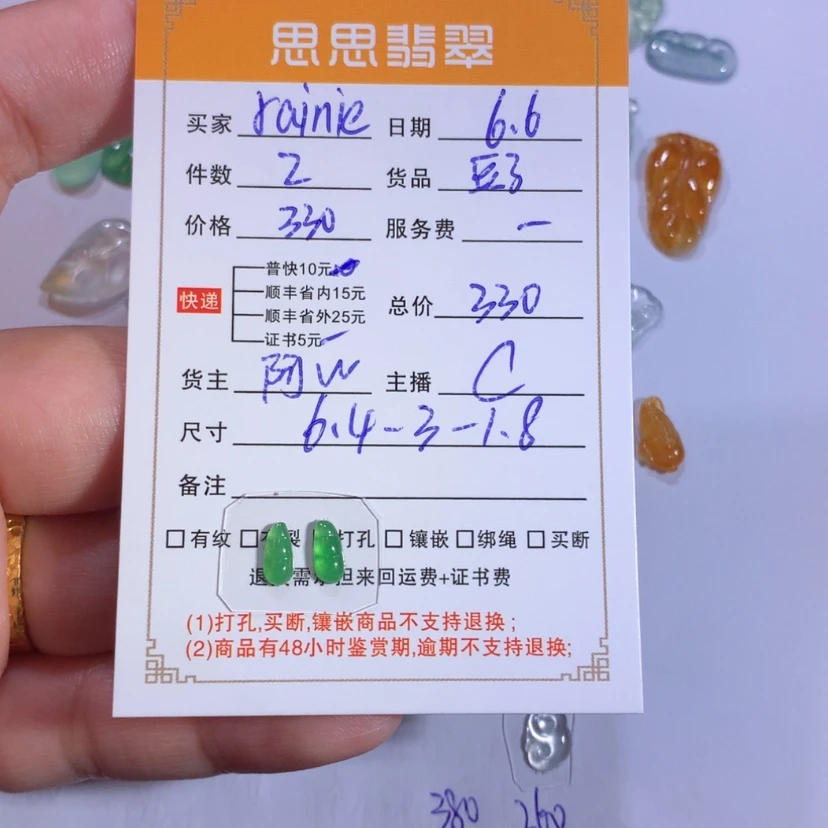 思思翡翠
买家 rainie 日期 6.6
件数 2 货品 豆子
价格 330 服务费 一
快递
普快10元
顺丰省内15元
顺丰省外25元
证书5元
总价 330
货主 阿W 主播 C
尺寸 6.4-3-1.8
备注
□有纹 □ 裂 打孔 □镶嵌 □绑绳 □买断
退 需 担来回运费+证书费
(1)打孔,买断,镶嵌商品不支持退换;
(2)商品有48小时鉴赏期,逾期不支持退换;
380 260